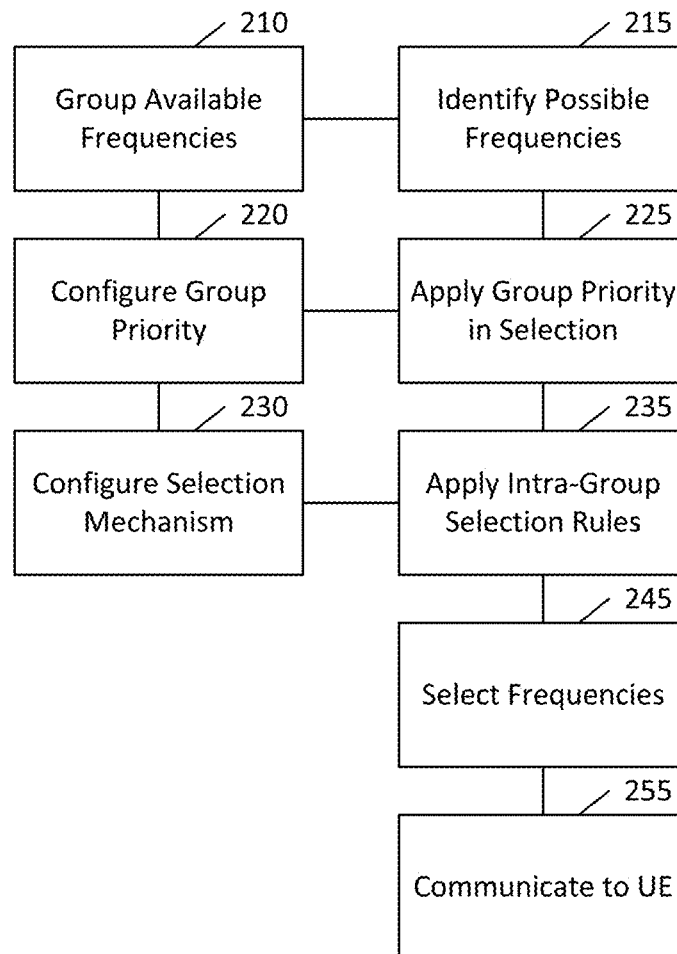 210
Group Available
Frequencies
215
Identify Possible
Frequencies
220
Configure Group
Priority
225
Apply Group Priority
in Selection
230
Configure Selection
Mechanism
235
Apply Intra-Group
Selection Rules
245
Select Frequencies
255
Communicate to UE